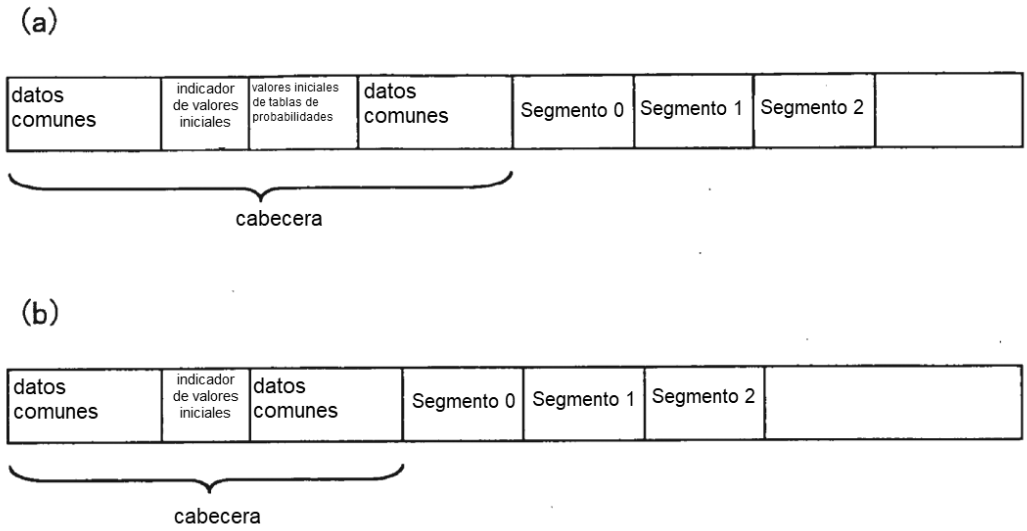 (a)
datos
comunes
indicador
de valores
iniciales
valores iniciales
de tablas de
probabilidades
datos
comunes
Segmento 0
Segmento 1
Segmento 2
cabecera
(b)
datos
comunes
indicador
de valores
iniciales
datos
comunes
Segmento 0
Segmento 1
Segmento 2
cabecera